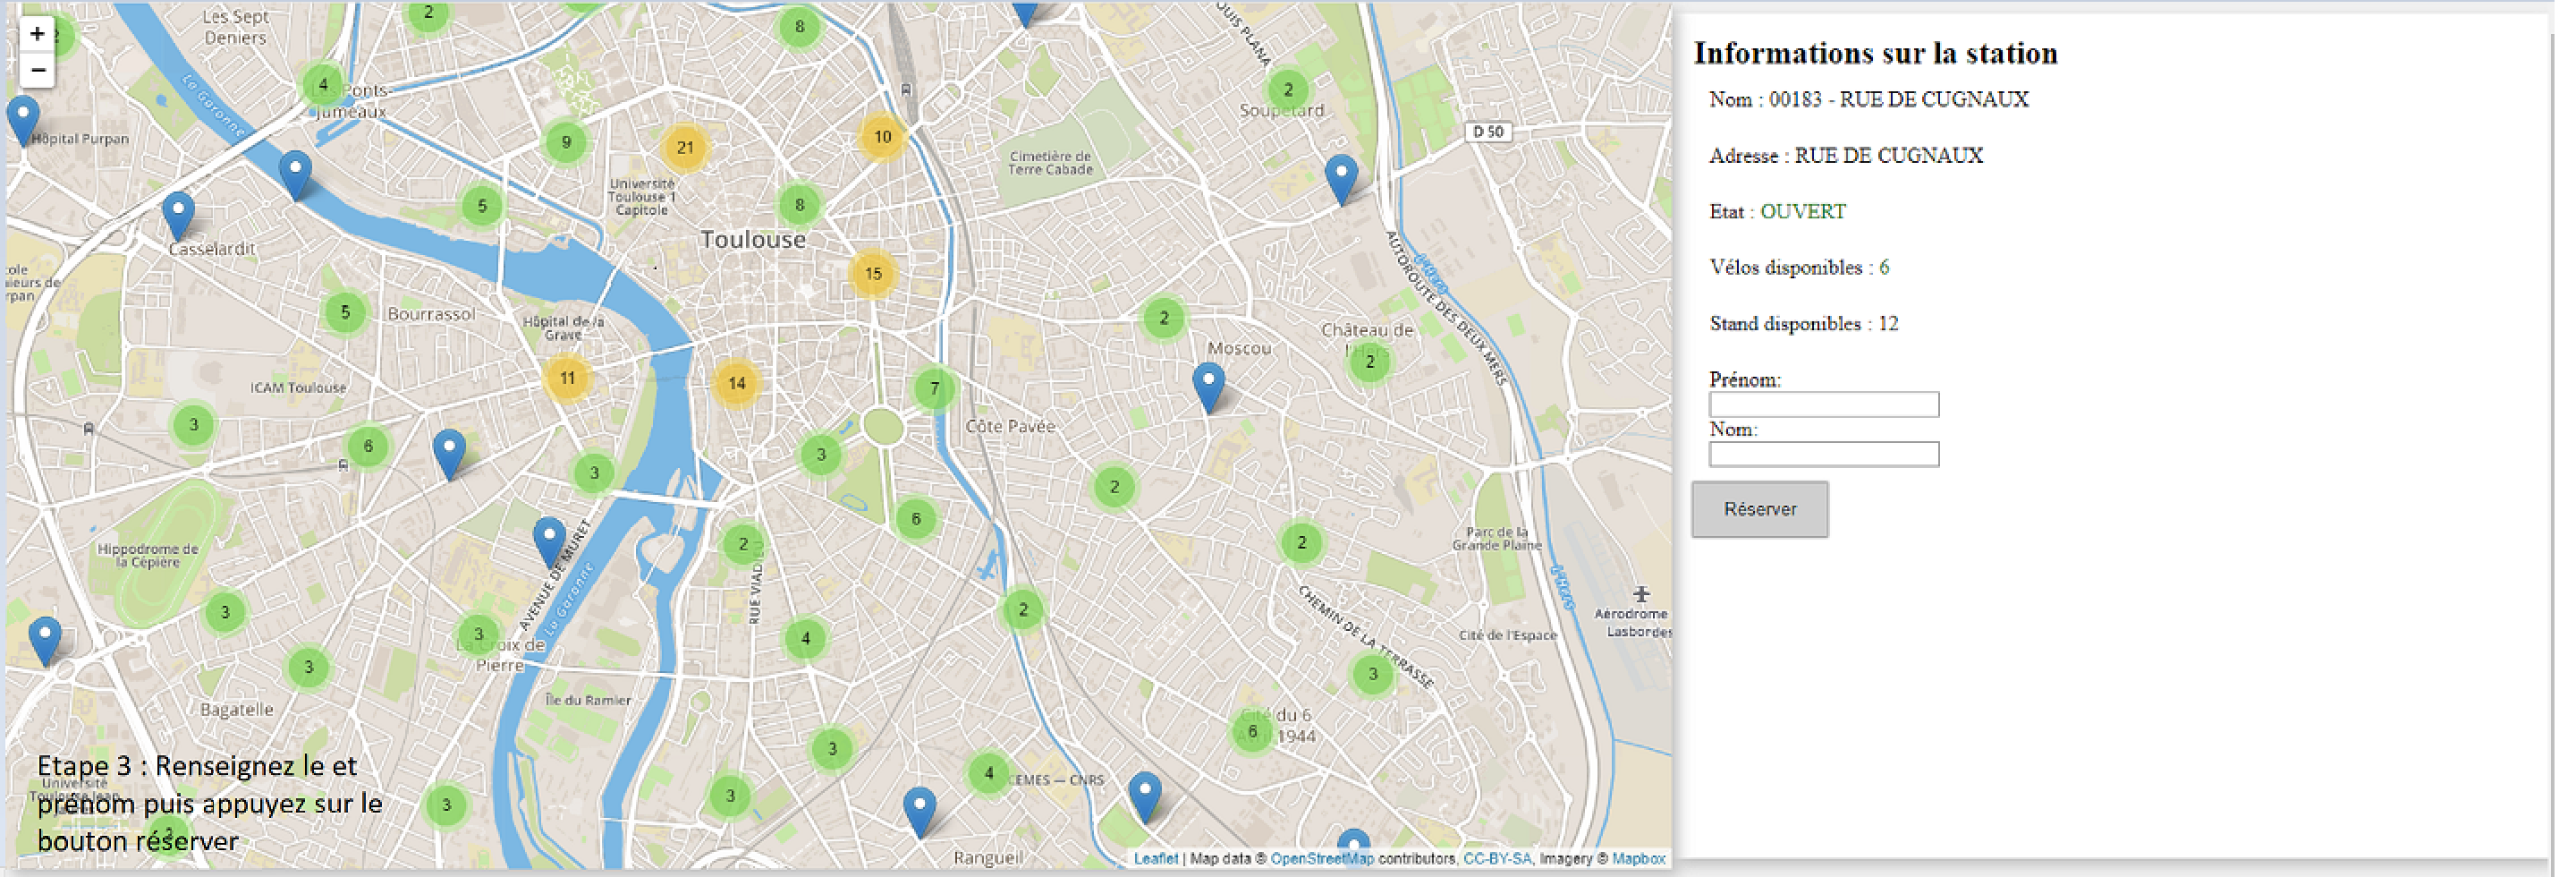 Les Sept
Deniers
2
8
+
−
4
Les Ponts-
Jumeaux
La Garonne
Hôpital Purpan
9
21
10
2
Soupetard
D 50
Cimetière de
Terre Cabade
Université
Toulouse 1
Capitole
5
8
Casselardit
Toulouse
15
AUTOROUTE DES DEUX MERS
L'Hers
5
Bourrassol
Hôpital de la
Grave
2
Moscou
Château de
l'Hers
2
ICAM Toulouse
11
14
7
3
6
3
3
Côte Pavée
2
6
2
2
Hippodrome de
la Cépière
AVENUE DE MURET
La Garonne
Parc de la
Grande Plaine
L'Hers
Aérodrome
CHEMIN DE LA TERRASSE
Cité de l'Espace
3
3
La Croix de
Pierre
4
2
3
3
Île du Ramier
Bagatelle
Cité du 6
Avril 1944
6
3
4
CEMES — CNRS
3
3
Rangueil
Université
Etape 3 : Renseignez le et
prénom puis appuyez sur le
bouton réserver
Leaflet | Map data © OpenStreetMap contributors, CC-BY-SA, Imagery © Mapbox
Informations sur la station
Nom : 00183 - RUE DE CUGNAUX
Adresse : RUE DE CUGNAUX
Etat : OUVERT
Vélos disponibles : 6
Stand disponibles : 12
Prénom:
Nom:
Réserver